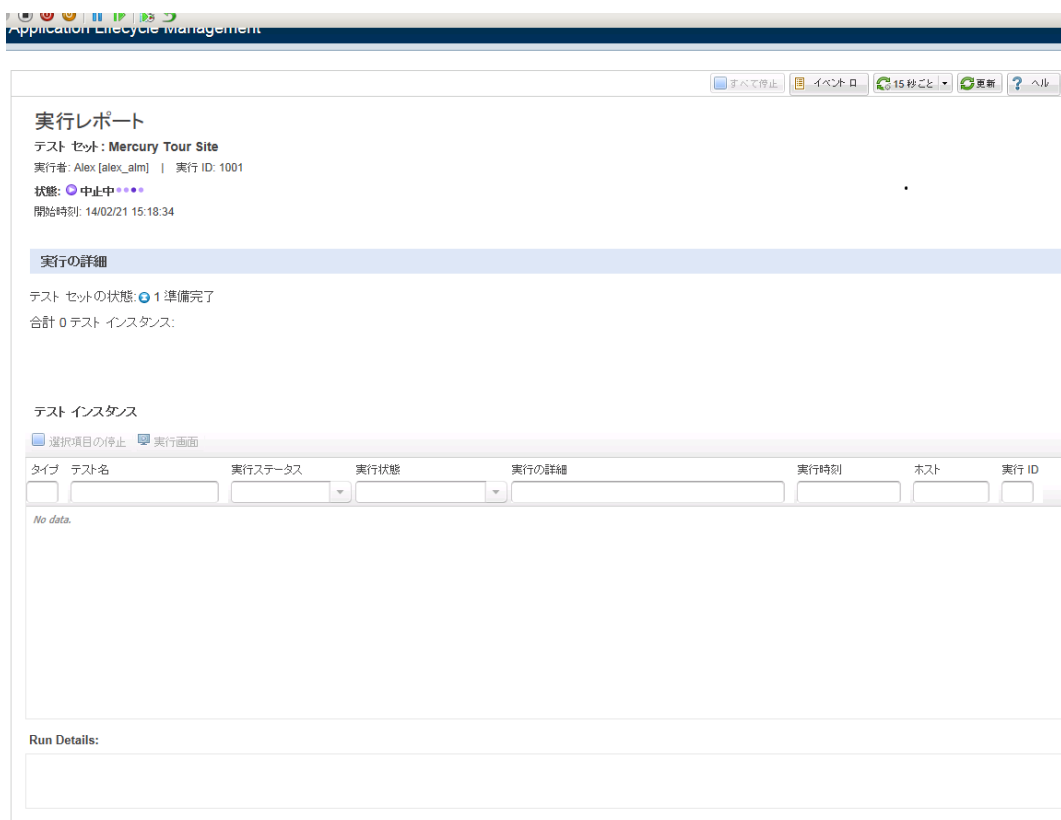 Application Lifecycle Management
すべて停止 イベント ロ 15 秒ごと 更新 ? ヘル
実行レポート
テスト セット: Mercury Tour Site
実行者: Alex [alex_alm] | 実行 ID: 1001
状態: 中止中
開始時刻: 14/02/21 15:18:34
実行の詳細
テスト セットの状態: 1 準備完了
合計 0 テスト インスタンス:
テスト インスタンス
選択項目の停止 実行画面
タイプ テスト名 実行ステータス 実行状態 実行の詳細 実行時刻 ホスト 実行 ID
No data.
Run Details: